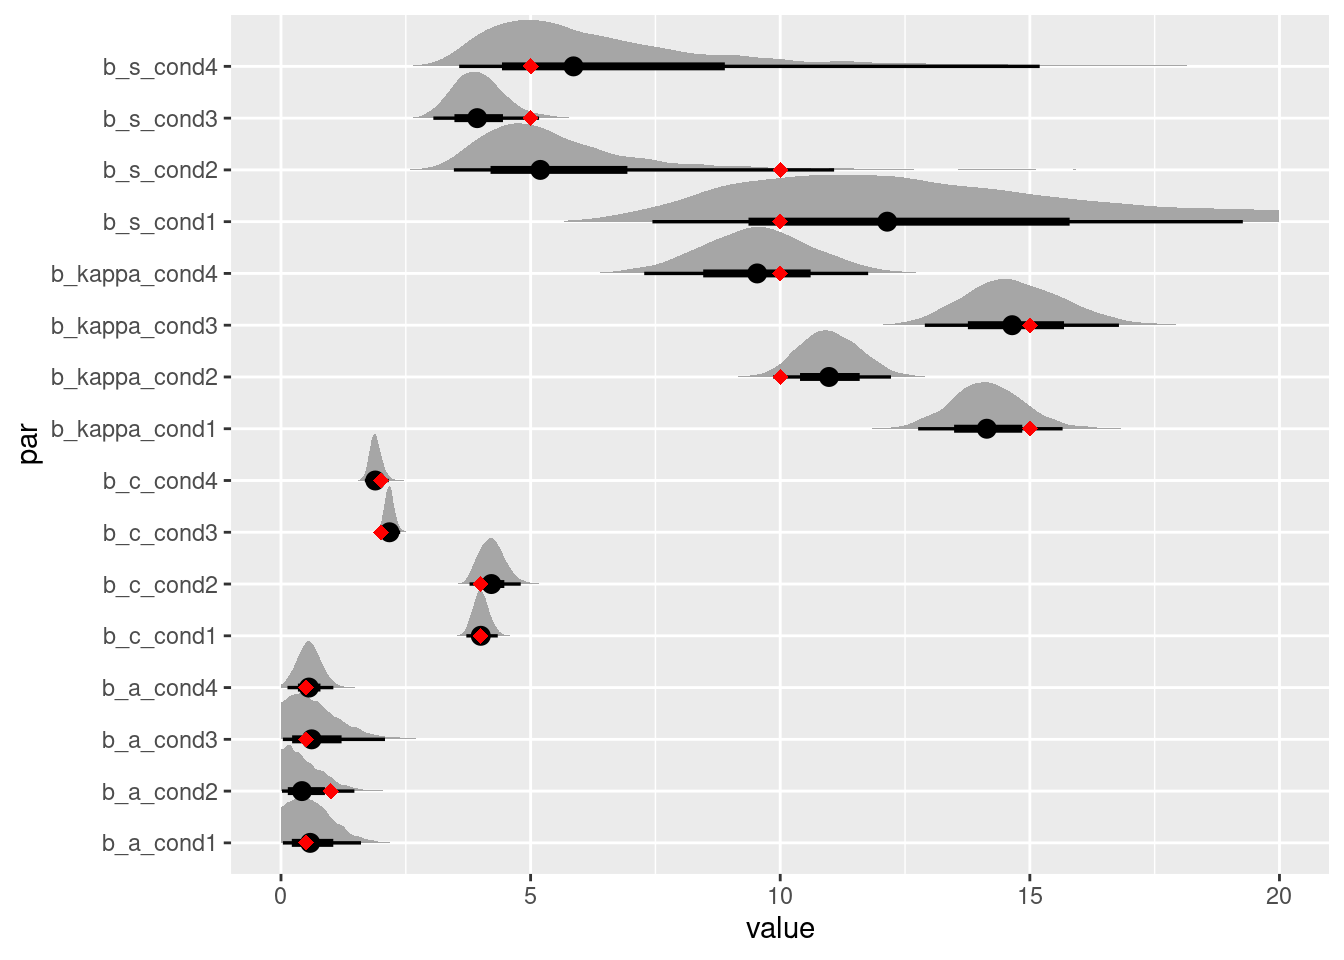 b_s_cond4
b_s_cond3
b_s_cond2
b_s_cond1
b_kappa_cond4
b_kappa_cond3
b_kappa_cond2
b_kappa_cond1
b_c_cond4
b_c_cond3
b_c_cond2
b_c_cond1
b_a_cond4
b_a_cond3
b_a_cond2
b_a_cond1
par
0 5 10 15 20
value